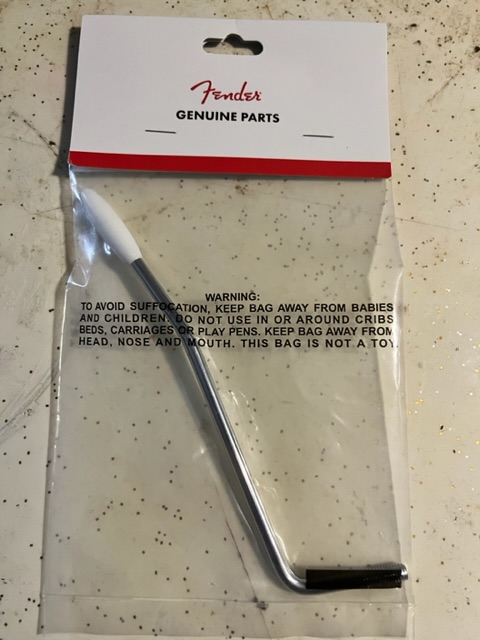 Fender
GENUINE PARTS
WARNING:
TO AVOID SUFFOCATION, KEEP BAG AWAY FROM BABIES
AND CHILDREN. DO NOT USE IN OR AROUND CRIBS
BEDS, CARRIAGES OR PLAY PENS. KEEP BAG AWAY FROM
HEAD, NOSE AND MOUTH. THIS BAG IS NOT A TOY.